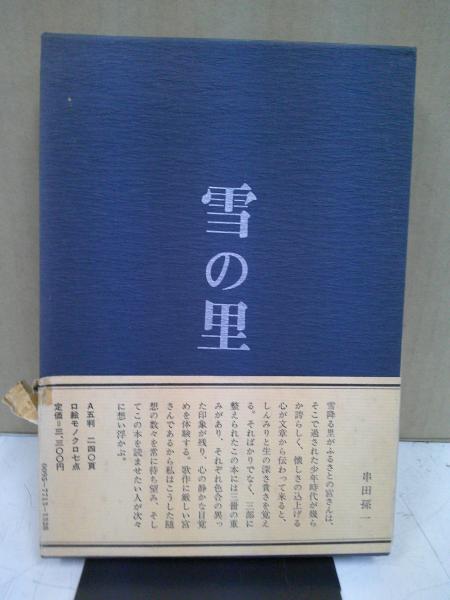 雪の里
串田孫一
雪降る里がふるさとの宮さんは、
そこで過された少年時代が幾ら
か誇らしく、懐しさの込上げる
心が文章から伝わって来ると、
しんみりと生の深さ貴さを覚え
る。そればかりでなく、三部に
整えられたこの本には三冊の重
みがあり、それぞれ色合の異っ
た印象が残り、心の静かな目覚
めを体験する。歌作に厳しい宮
さんであるから私はこうした随
想の数々を常に待ち望み、そし
てこの本を読ませたい人が次々
に想い浮かぶ。
A五判 二四〇頁
口絵モノクロ七点
定価=三、三〇〇円